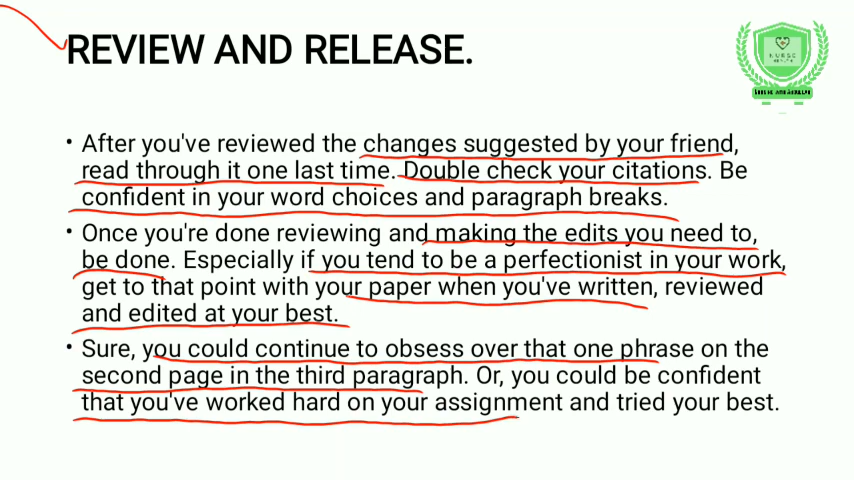 REVIEW AND RELEASE.
NURSE
• After you've reviewed the changes suggested by your friend,
read through it one last time. Double check your citations. Be
confident in your word choices and paragraph breaks.
• Once you're done reviewing and making the edits you need to,
be done. Especially if you tend to be a perfectionist in your work,
get to that point with your paper when you've written, reviewed
and edited at your best.
• Sure, you could continue to obsess over that one phrase on the
second page in the third paragraph. Or, you could be confident
that you've worked hard on your assignment and tried your best.